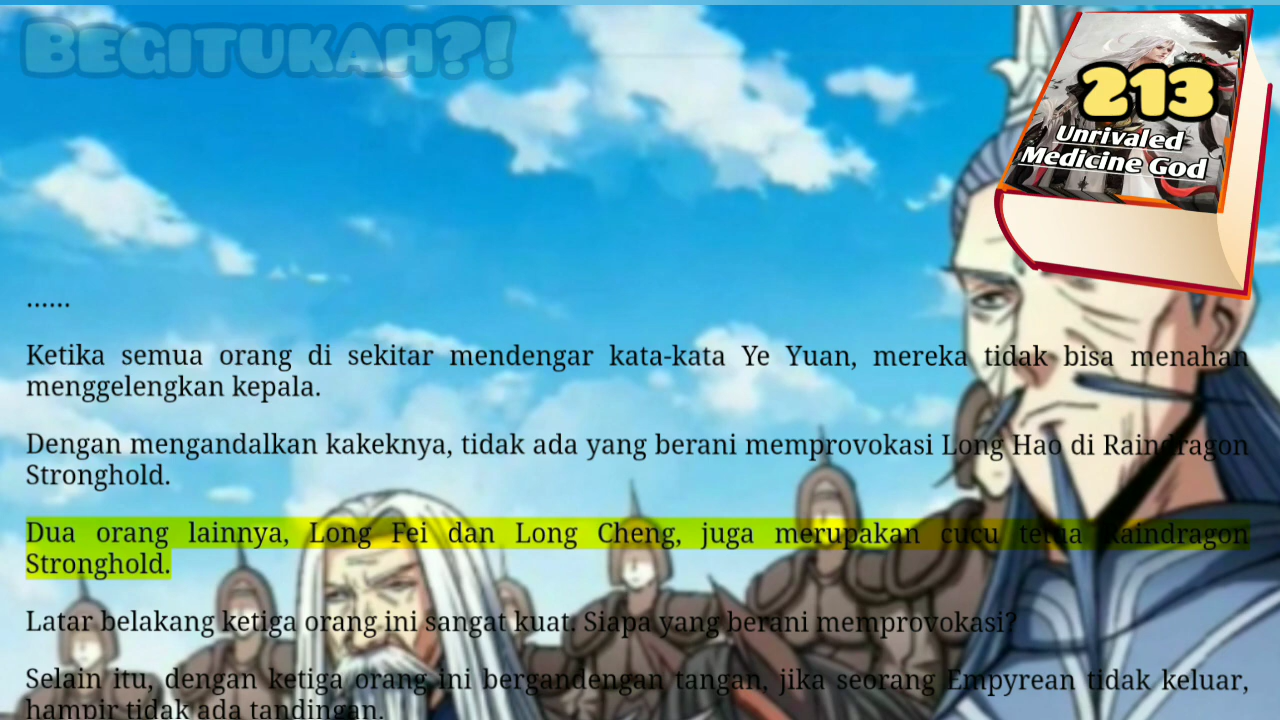 BEGITUKAH?!
213
Unrivaled
Medicine God
......
Ketika semua orang di sekitar mendengar kata-kata Ye Yuan, mereka tidak bisa menahan
menggelengkan kepala.
Dengan mengandalkan kakeknya, tidak ada yang berani memprovokasi Long Hao di Raindragon
Stronghold.
Dua orang lainnya, Long Fei dan Long Cheng, juga merupakan cucu tetua Raindragon
Stronghold.
Latar belakang ketiga orang ini sangat kuat. Siapa yang berani memprovokasi?
Selain itu, dengan ketiga orang ini bergandengan tangan, jika seorang Empyrean tidak keluar,
hampir tidak ada tandingan.